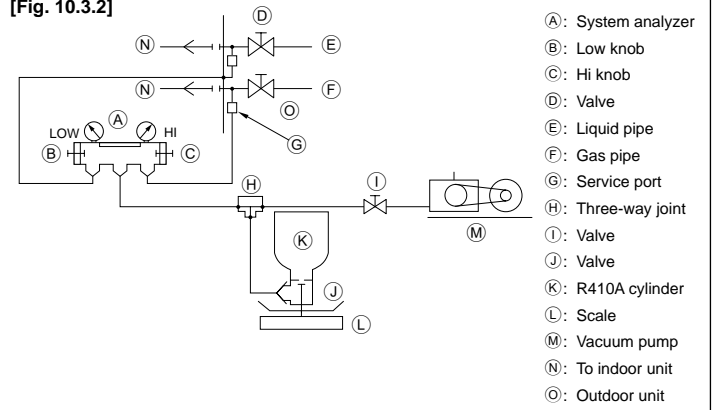 [Fig. 10.3.2]
Ⓓ
Ⓝ
Ⓔ
Ⓝ
Ⓕ
Ⓞ
Ⓐ
LOW
HI
Ⓖ
Ⓑ
Ⓒ
Ⓗ
Ⓘ
Ⓚ
Ⓜ
Ⓙ
Ⓛ
Ⓐ: System analyzer
Ⓑ: Low knob
Ⓒ: Hi knob
Ⓓ: Valve
Ⓔ: Liquid pipe
Ⓕ: Gas pipe
Ⓖ: Service port
Ⓗ: Three-way joint
Ⓘ: Valve
Ⓙ: Valve
Ⓚ: R410A cylinder
Ⓛ: Scale
Ⓜ: Vacuum pump
Ⓝ: To indoor unit
Ⓞ: Outdoor unit